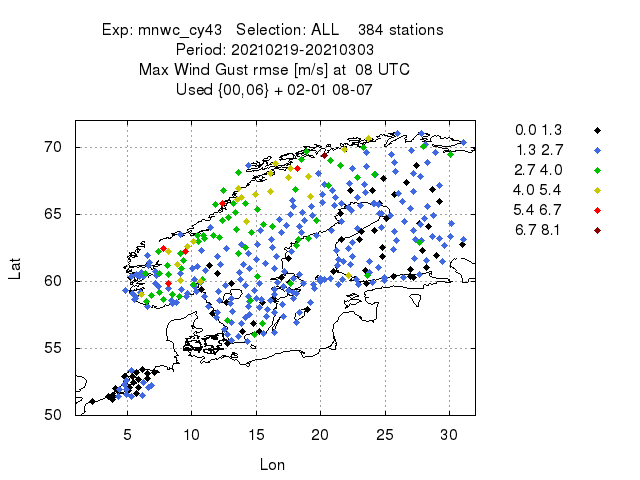 Exp: mnwc_cy43   Selection: ALL    384 stations
Period: 20210219-20210303
Max Wind Gust rmse [m/s] at  08 UTC
Used {00,06} + 02-01 08-07
0.0 1.3
1.3 2.7
2.7 4.0
4.0 5.4
5.4 6.7
6.7 8.1
70
65
60
55
50
Lat
5 10 15 20 25 30
Lon